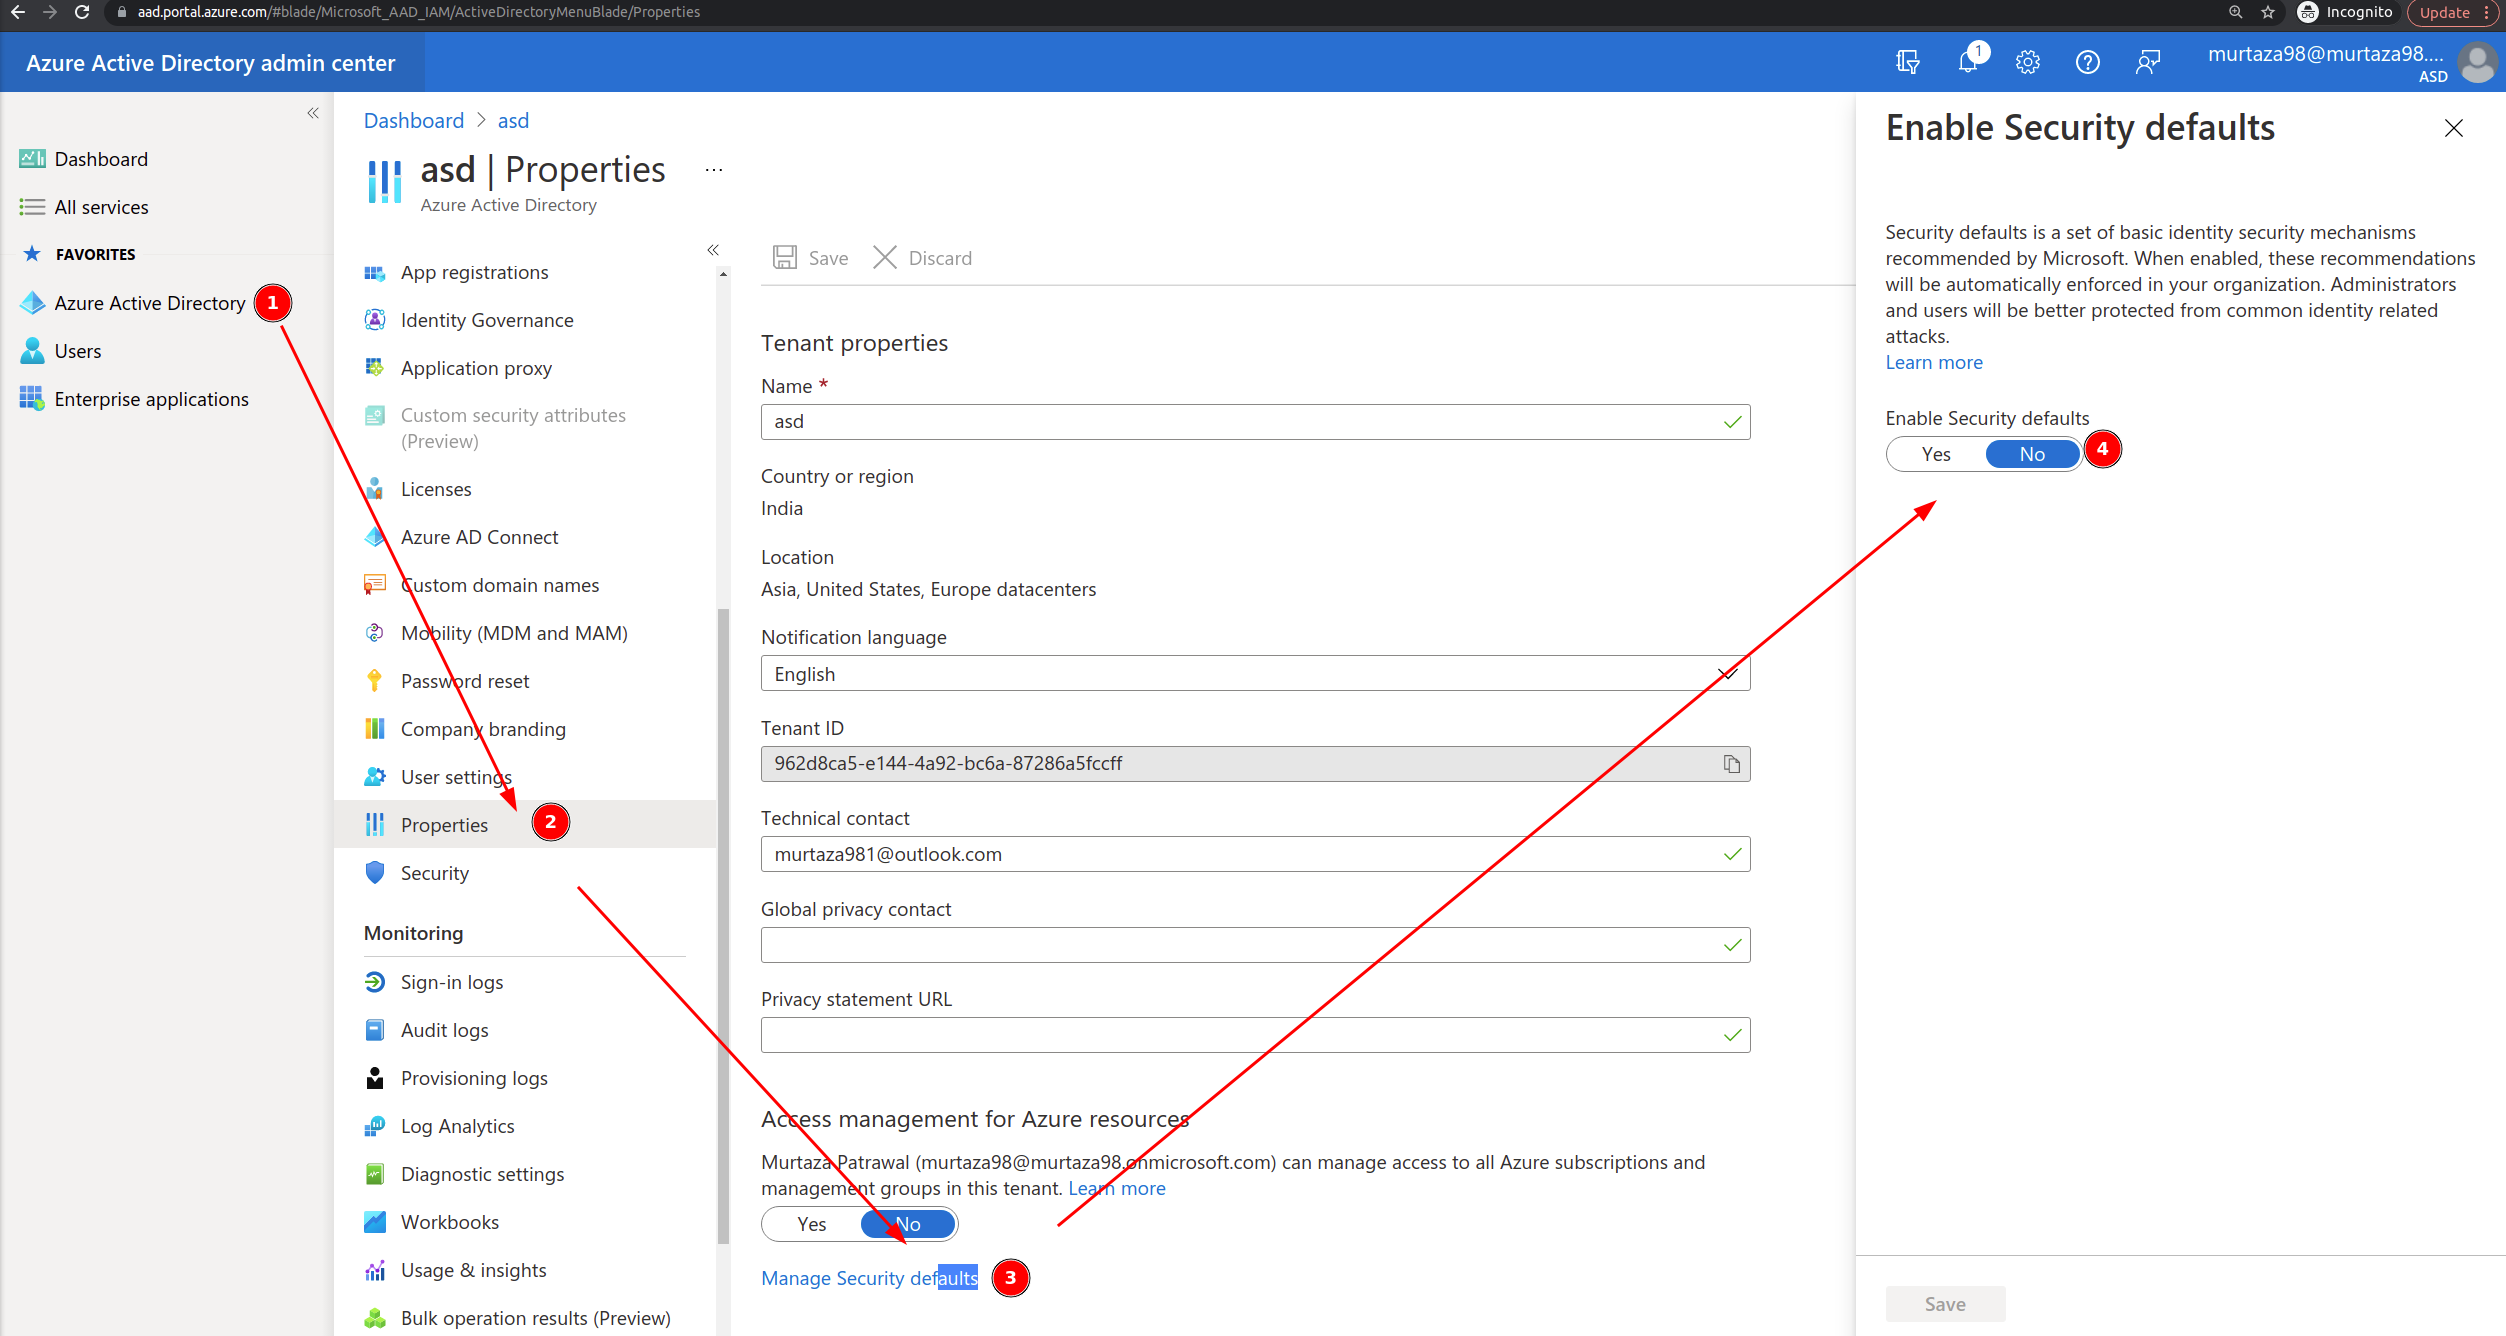 aad.portal.azure.com/#blade/Microsoft_AAD_IAM/ActiveDirectoryMenuBlade/Properties
Incognito
Update
Azure Active Directory admin center
1
murtaza98@murtaza98....
ASD
Dashboard
All services
FAVORITES
Azure Active Directory
1
Users
Enterprise applications
Dashboard > asd
asd | Properties
...
Azure Active Directory
App registrations
Identity Governance
Application proxy
Custom security attributes
(Preview)
Licenses
Azure AD Connect
Custom domain names
Mobility (MDM and MAM)
Password reset
Company branding
User settings
Properties
2
Security
Monitoring
Sign-in logs
Audit logs
Provisioning logs
Log Analytics
Diagnostic settings
Workbooks
Usage & insights
Bulk operation results (Preview)
Save
Discard
Tenant properties
Name *
asd
Country or region
India
Location
Asia, United States, Europe datacenters
Notification language
English
Tenant ID
962d8ca5-e144-4a92-bc6a-87286a5fccff
Technical contact
murtaza981@outlook.com
Global privacy contact
Privacy statement URL
Access management for Azure resources
Murtaza Patrawal (murtaza98@murtaza98.onmicrosoft.com) can manage access to all Azure subscriptions and
management groups in this tenant. Learn more
Yes No
Manage Security defaults
3
Enable Security defaults
Security defaults is a set of basic identity security mechanisms
recommended by Microsoft. When enabled, these recommendations
will be automatically enforced in your organization. Administrators
and users will be better protected from common identity related
attacks.
Learn more
Enable Security defaults
Yes No
4
Save